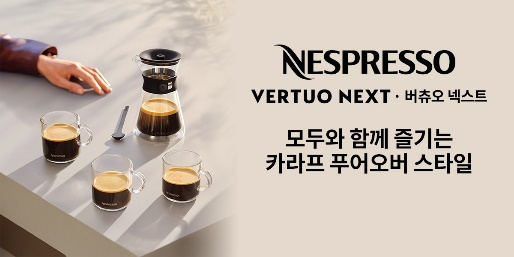 NESPRESSO
VERTUO NEXT · 버츄오 넥스트
모두와 함께 즐기는
카라프 푸어오버 스타일